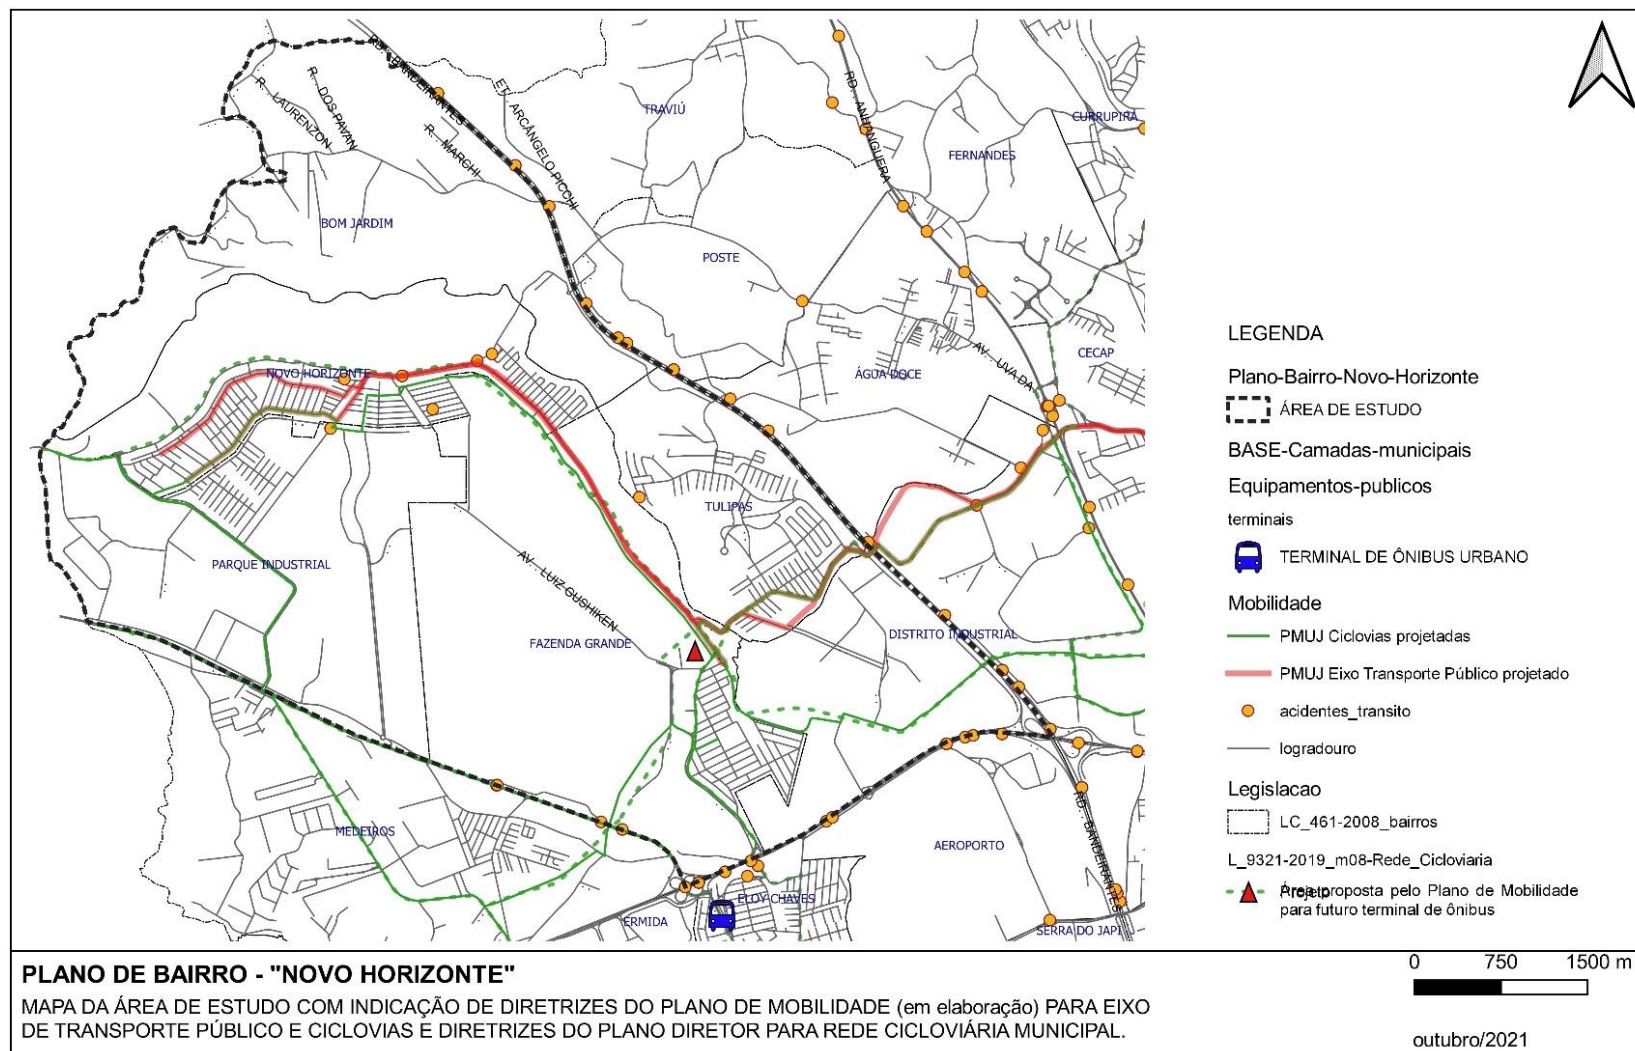 RD. BANDEIRANTES
R. LAURENZON
R. DOS PAVAN
R. MARCHI
ET. ARCÂNGELO PICCHI
TRAVIÚ
RD. ANHANGUERA
CURRUPIRA
FERNANDES
BOM JARDIM
POSTE
NOVO HORIZONTE
ÁGUA DOCE
AV. UVA DA
CECAP
TULIPAS
PARQUE INDUSTRIAL
AV. LUIZ GUSHIKEN
FAZENDA GRANDE
DISTRITO INDUSTRIAL
MEDEIROS
AEROPORTO
RD. BANDEIRANTES
ELOY CHAVES
ERMIDA
SERRA DO JAPI
LEGENDA
Plano-Bairro-Novo-Horizonte
ÁREA DE ESTUDO
BASE-Camadas-municipais
Equipamentos-publicos
terminais
TERMINAL DE ÔNIBUS URBANO
Mobilidade
PMUJ Ciclovias projetadas
PMUJ Eixo Transporte Público projetado
acidentes_transito
logradouro
Legislacao
LC_461-2008_bairros
L_9321-2019_m08-Rede_Cicloviaria
Projeto
Área proposta pelo Plano de Mobilidade
para futuro terminal de ônibus
PLANO DE BAIRRO - "NOVO HORIZONTE"
MAPA DA ÁREA DE ESTUDO COM INDICAÇÃO DE DIRETRIZES DO PLANO DE MOBILIDADE (em elaboração) PARA EIXO
DE TRANSPORTE PÚBLICO E CICLOVIAS E DIRETRIZES DO PLANO DIRETOR PARA REDE CICLOVIÁRIA MUNICIPAL.
0 750 1500 m
outubro/2021